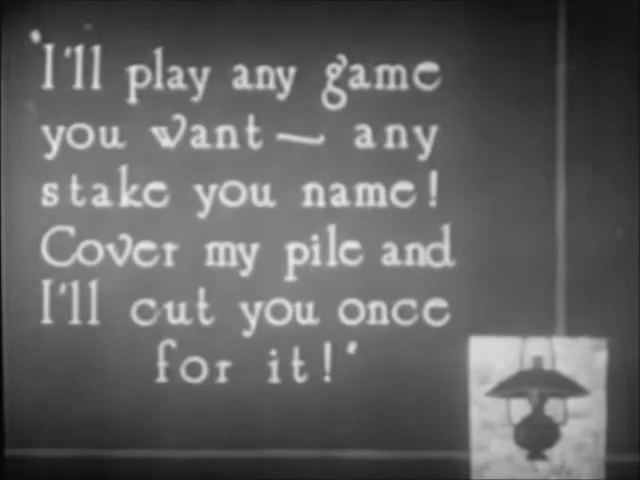 "I'll play any game
you want — any
stake you name!
Cover my pile and
I'll cut you once
for it!"